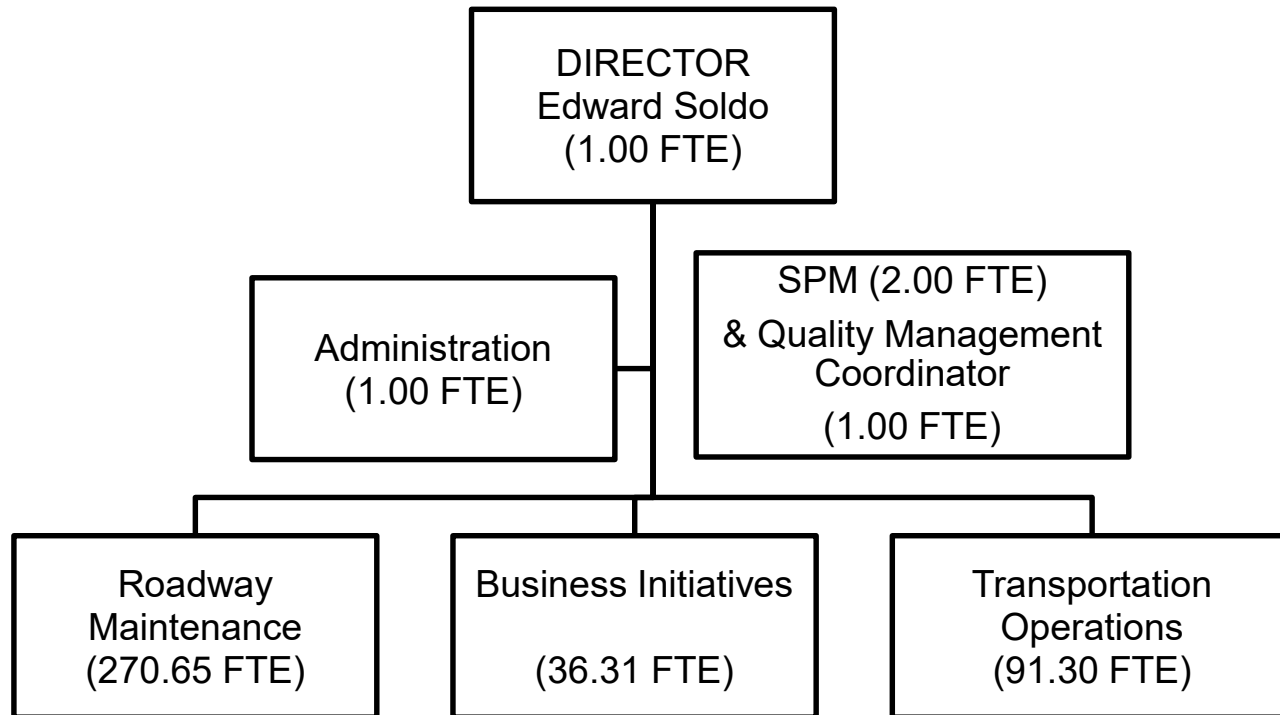 DIRECTOR
Edward Soldo
(1.00 FTE)
Administration
(1.00 FTE)
SPM (2.00 FTE)
& Quality Management
Coordinator
(1.00 FTE)
Roadway
Maintenance
(270.65 FTE)
Business Initiatives
(36.31 FTE)
Transportation
Operations
(91.30 FTE)